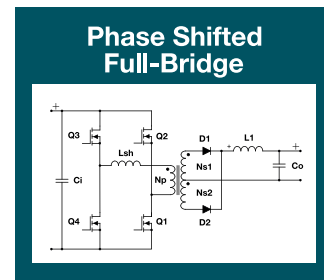 Phase Shifted
Full-Bridge
+
Q3
Q2
Lsh
D1
L1
+
+
Ci
Np
Ns1
Co
Ns2
Q4
Q1
D2